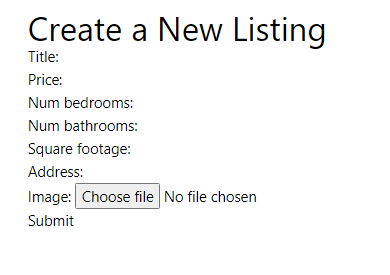 Create a New Listing
Title:
Price:
Num bedrooms:
Num bathrooms:
Square footage:
Address:
Image: Choose file No file chosen
Submit